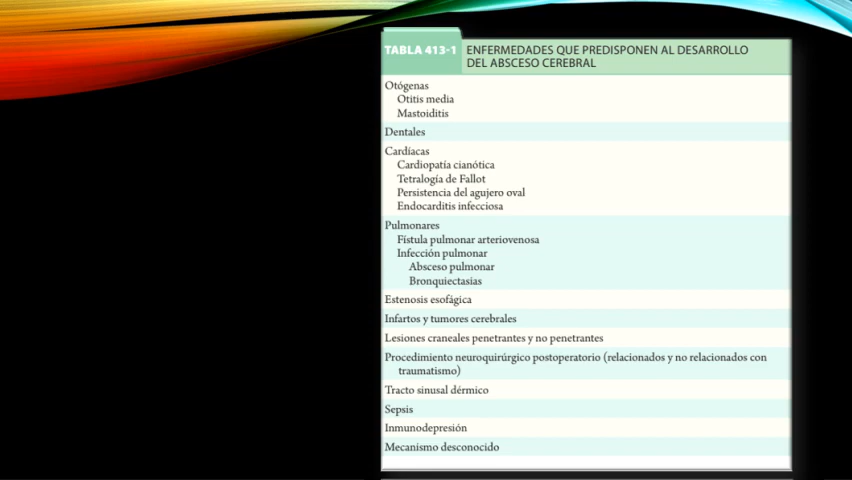 TABLA 413-1 ENFERMEDADES QUE PREDISPONEN AL DESARROLLO
DEL ABSCESO CEREBRAL
Otógenas
Otitis media
Mastoiditis
Dentales
Cardíacas
Cardiopatía cianótica
Tetralogía de Fallot
Persistencia del agujero oval
Endocarditis infecciosa
Pulmonares
Fístula pulmonar arteriovenosa
Infección pulmonar
Absceso pulmonar
Bronquiectasias
Estenosis esofágica
Infartos y tumores cerebrales
Lesiones craneales penetrantes y no penetrantes
Procedimiento neuroquirúrgico postoperatorio (relacionados y no relacionados con
traumatismo)
Tracto sinusal dérmico
Sepsis
Inmunodepresión
Mecanismo desconocido